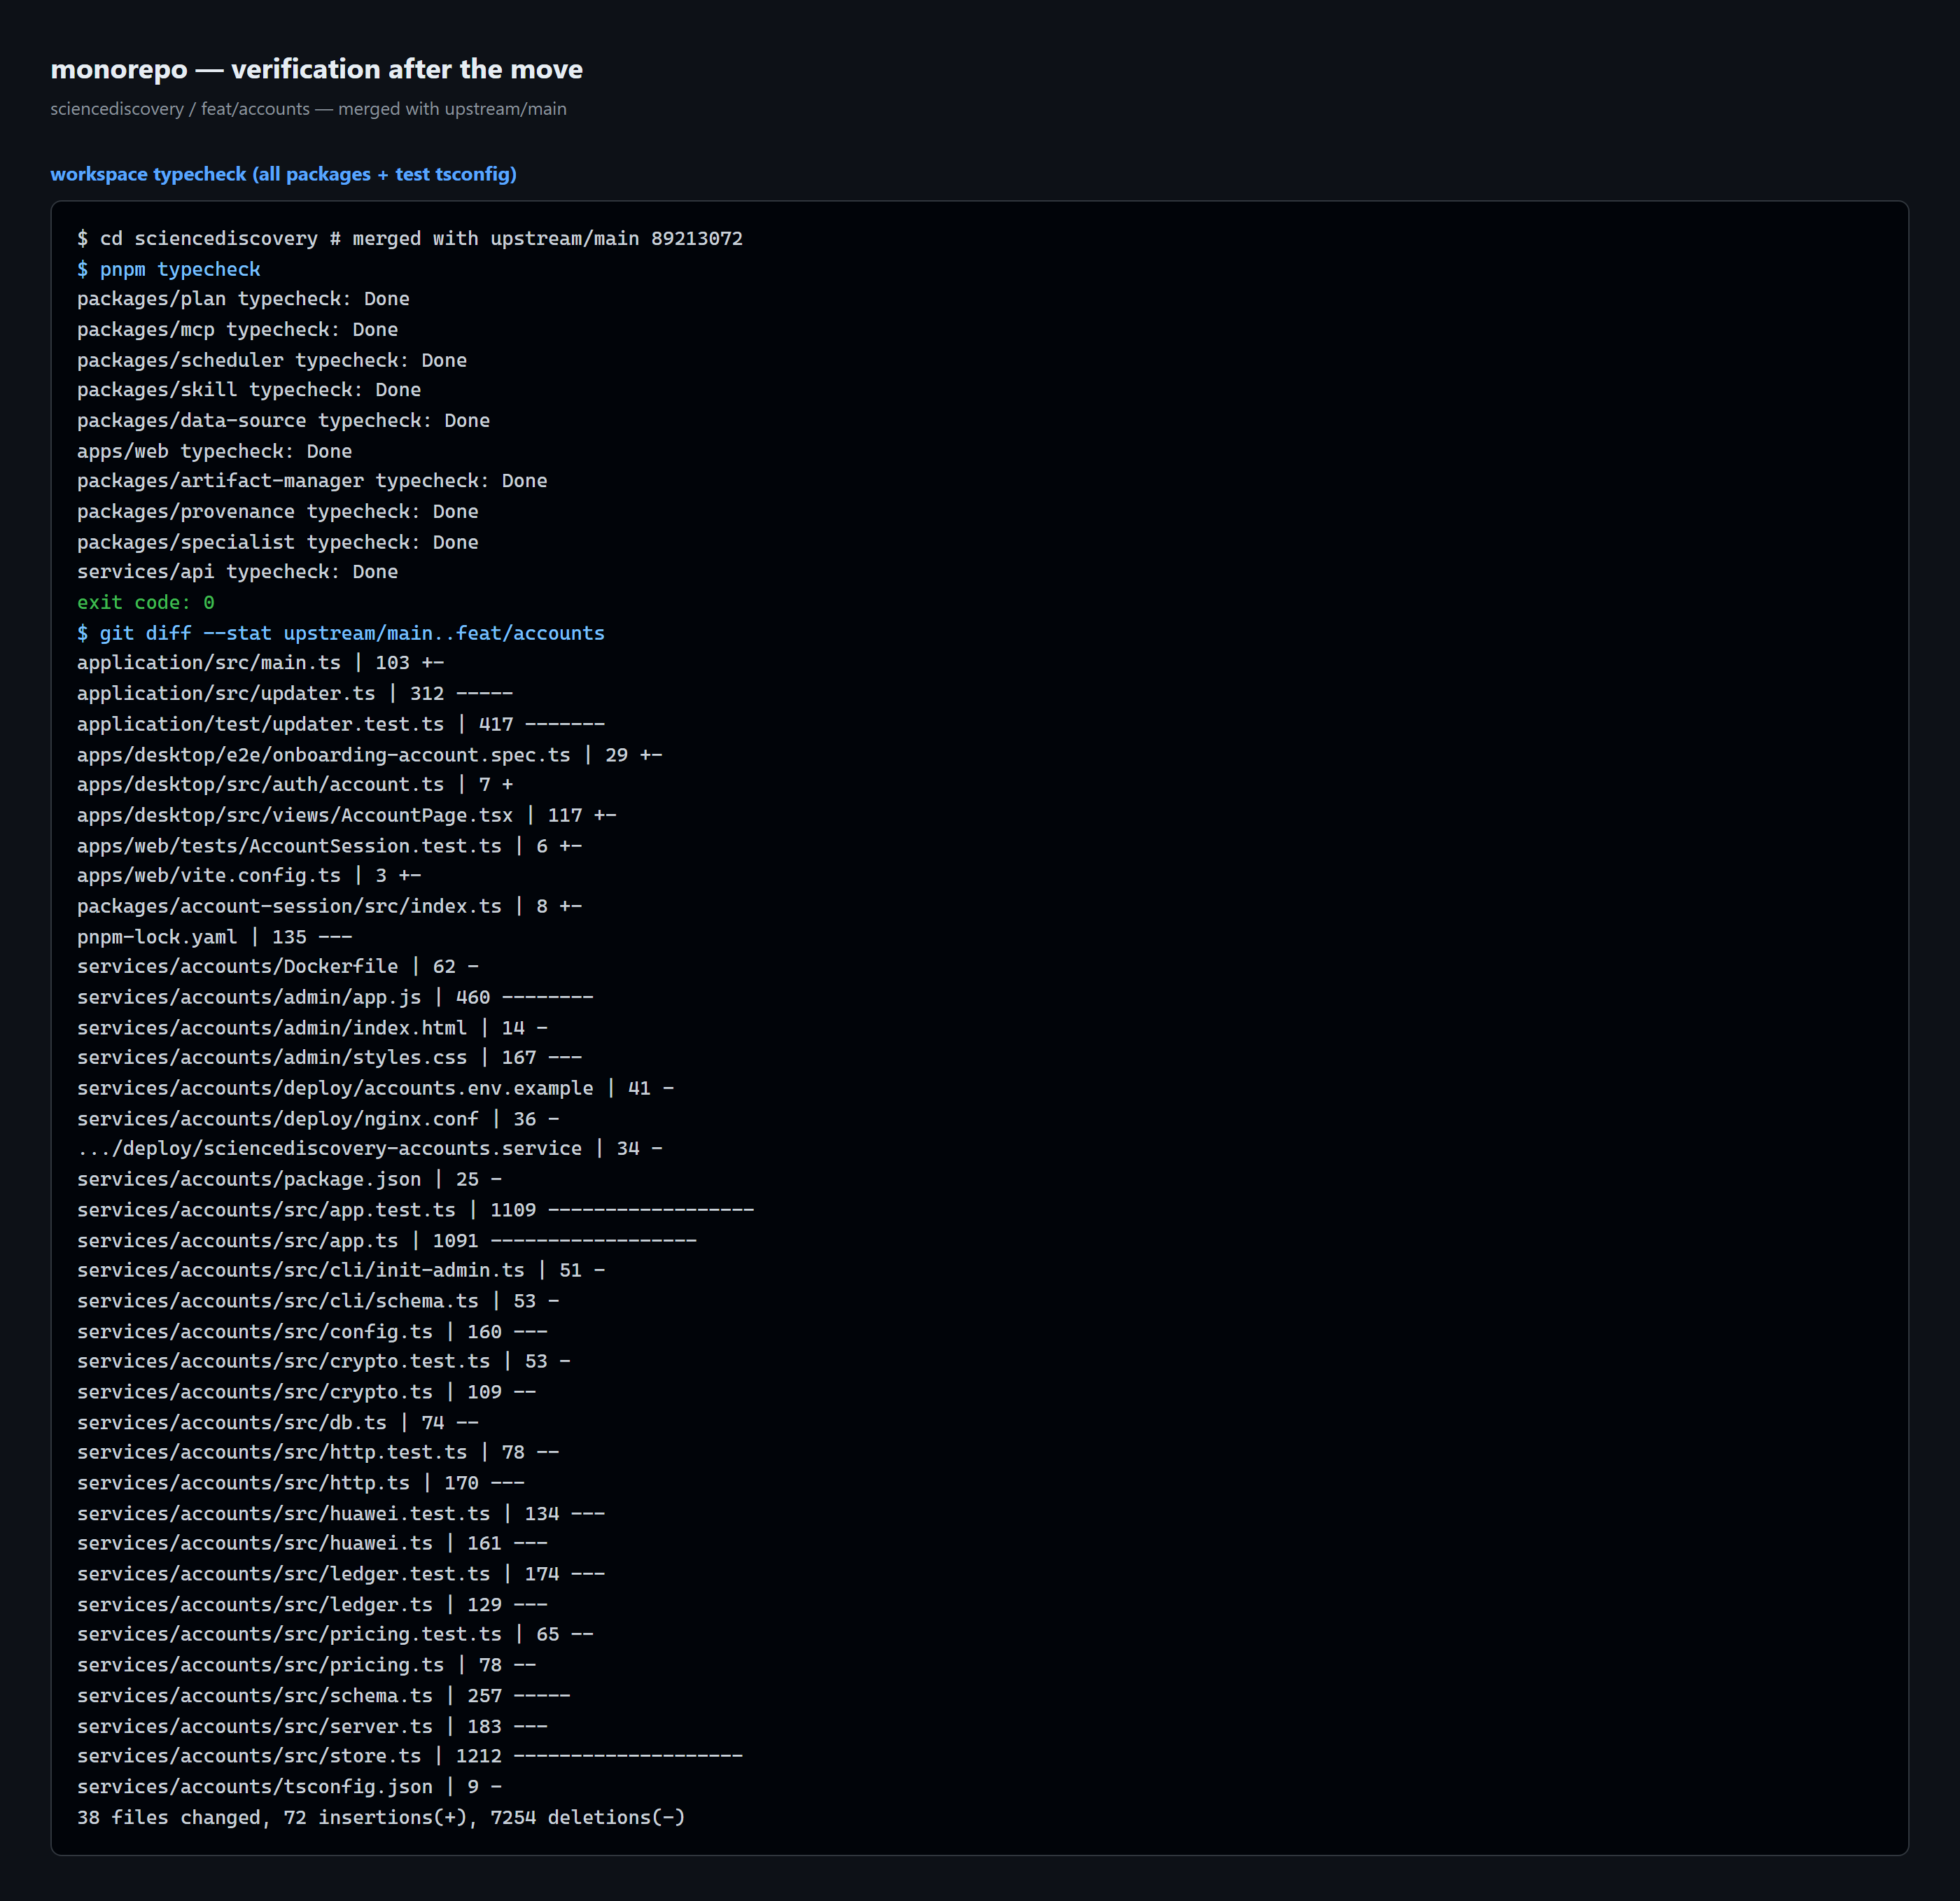 monorepo — verification after the move
sciencediscovery / feat/accounts — merged with upstream/main
workspace typecheck (all packages + test tsconfig)
$ cd sciencediscovery # merged with upstream/main 89213072
$ pnpm typecheck
packages/plan typecheck: Done
packages/mcp typecheck: Done
packages/scheduler typecheck: Done
packages/skill typecheck: Done
packages/data-source typecheck: Done
apps/web typecheck: Done
packages/artifact-manager typecheck: Done
packages/provenance typecheck: Done
packages/specialist typecheck: Done
services/api typecheck: Done
exit code: 0
$ git diff --stat upstream/main..feat/accounts
application/src/main.ts | 103 +-
application/src/updater.ts | 312 -----
application/test/updater.test.ts | 417 -------
apps/desktop/e2e/onboarding-account.spec.ts | 29 +-
apps/desktop/src/auth/account.ts | 7 +
apps/desktop/src/views/AccountPage.tsx | 117 +-
apps/web/tests/AccountSession.test.ts | 6 +-
apps/web/vite.config.ts | 3 +-
packages/account-session/src/index.ts | 8 +-
pnpm-lock.yaml | 135 ---
services/accounts/Dockerfile | 62 -
services/accounts/admin/app.js | 460 --------
services/accounts/admin/index.html | 14 -
services/accounts/admin/styles.css | 167 ---
services/accounts/deploy/accounts.env.example | 41 -
services/accounts/deploy/nginx.conf | 36 -
.../deploy/sciencediscovery-accounts.service | 34 -
services/accounts/package.json | 25 -
services/accounts/src/app.test.ts | 1109 ------------------
services/accounts/src/app.ts | 1091 ------------------
services/accounts/src/cli/init-admin.ts | 51 -
services/accounts/src/cli/schema.ts | 53 -
services/accounts/src/config.ts | 160 ---
services/accounts/src/crypto.test.ts | 53 -
services/accounts/src/crypto.ts | 109 --
services/accounts/src/db.ts | 74 --
services/accounts/src/http.test.ts | 78 --
services/accounts/src/http.ts | 170 ---
services/accounts/src/huawei.test.ts | 134 ---
services/accounts/src/huawei.ts | 161 ---
services/accounts/src/ledger.test.ts | 174 ---
services/accounts/src/ledger.ts | 129 ---
services/accounts/src/pricing.test.ts | 65 --
services/accounts/src/pricing.ts | 78 --
services/accounts/src/schema.ts | 257 -----
services/accounts/src/server.ts | 183 ---
services/accounts/src/store.ts | 1212 --------------------
services/accounts/tsconfig.json | 9 -
38 files changed, 72 insertions(+), 7254 deletions(-)